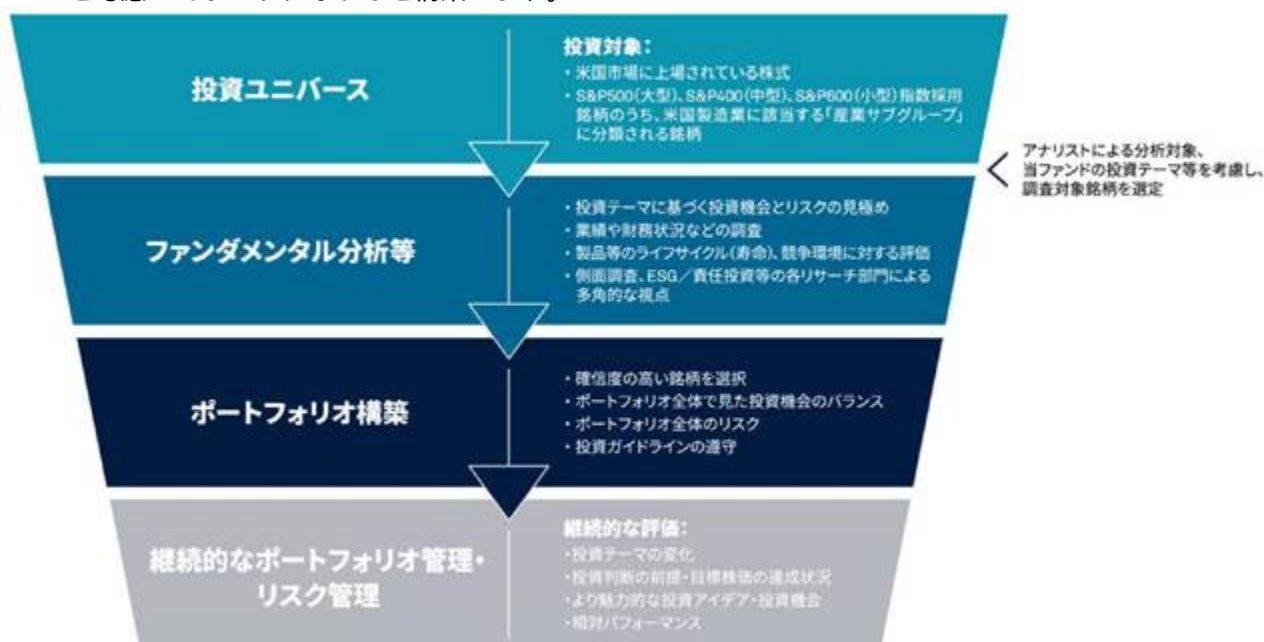 投資ユニバース
投資対象：
・米国市場に上場されている株式
・S&P500(大型)、S&P400(中型)、S&P600(小型)指数採用
銘柄のうち、米国製造業に該当する「産業サブグループ」
に分類される銘柄
アナリストによる分析対象、
当ファンドの投資テーマ等を考慮し、
調査対象銘柄を選定
ファンダメンタル分析等
・投資テーマに基づく投資機会とリスクの見極め
・業績や財務状況などの調査
・製品等のライフサイクル(寿命)、競争環境に対する評価
・側面調査、ESG／責任投資等の各リサーチ部門による
多角的な視点
ポートフォリオ構築
・確信度の高い銘柄を選択
・ポートフォリオ全体で見た投資機会のバランス
・ポートフォリオ全体のリスク
・投資ガイドラインの遵守
継続的なポートフォリオ管理・
リスク管理
継続的な評価：
・投資テーマの変化
・投資判断の前提・目標株価の達成状況
・より魅力的な投資アイデア・投資機会
・相対パフォーマンス